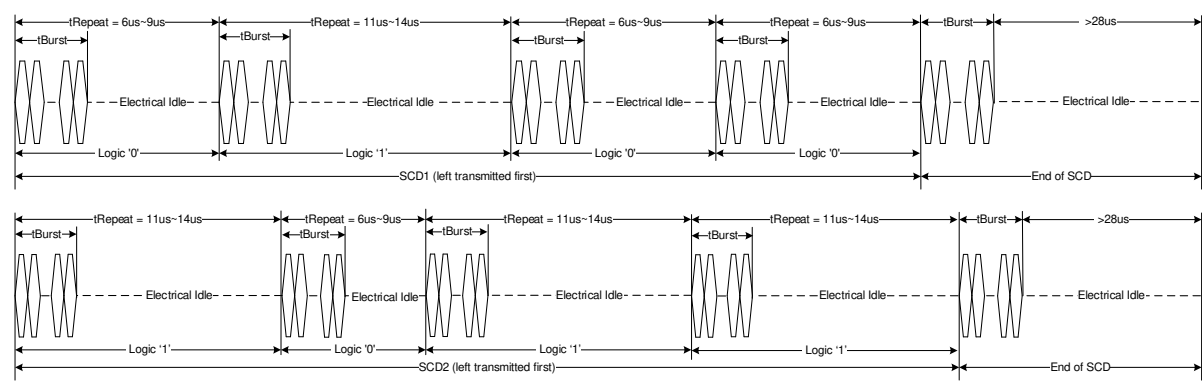 tRepeat = 6us~9us tRepeat = 11us~14us tRepeat = 6us~9us tRepeat = 6us~9us tBurst >28us
tBurst tBurst tBurst tBurst
Electrical Idle Electrical Idle Electrical Idle Electrical Idle Electrical Idle
Logic '0' Logic ‘1’ Logic '0' Logic '0'
SCD1 (left transmitted first) End of SCD
tRepeat = 11us~14us tRepeat = 6us~9us tRepeat = 11us~14us tRepeat = 11us~14us tBurst >28us
tBurst tBurst tBurst tBurst
Electrical Idle Electrical Idle Electrical Idle Electrical Idle Electrical Idle
Logic ‘1’ Logic '0' Logic ‘1’ Logic ‘1’
SCD2 (left transmitted first) End of SCD